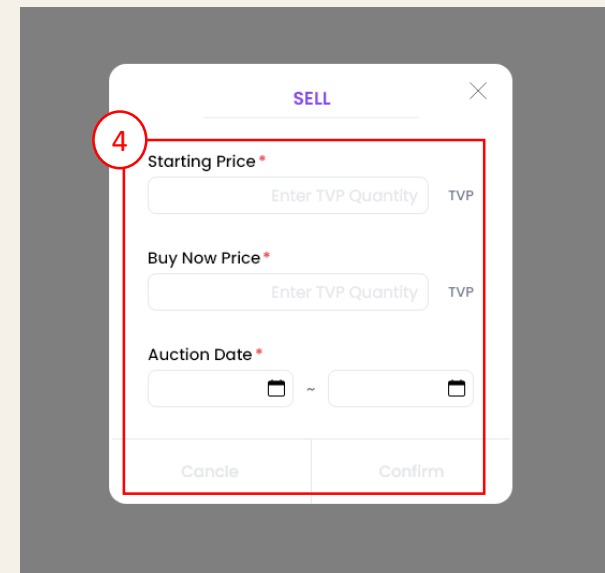 SELL
4
Starting Price *
Enter TVP Quantity TVP
Buy Now Price *
Enter TVP Quantity TVP
Auction Date *
~
Cancle Confirm